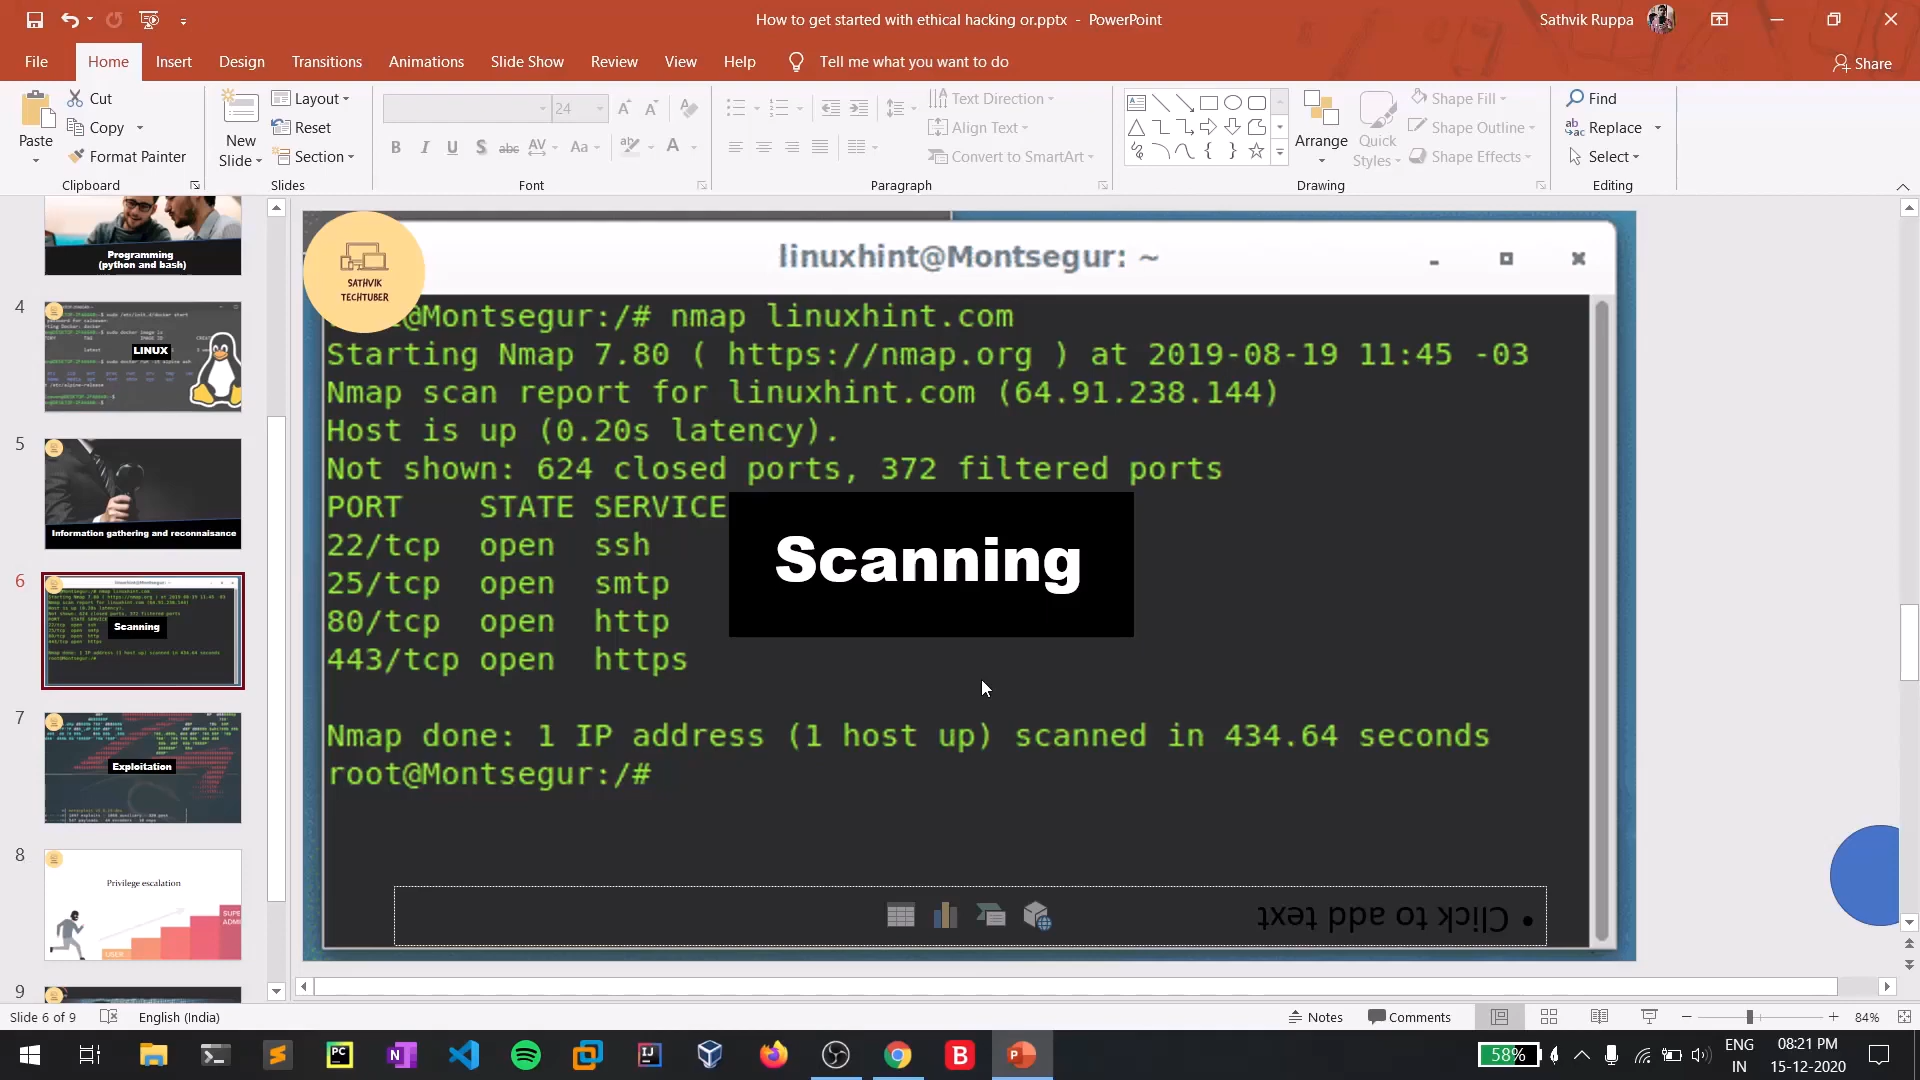 How to get started with ethical hacking or.pptx - PowerPoint
Sathvik Ruppa
File Home Insert Design Transitions Animations Slide Show Review View Help Tell me what you want to do
Share
Paste
Cut
Copy
Format Painter
Clipboard
New Slide
Layout
Reset
Section
Slides
24
Font
Text Direction
Align Text
Convert to SmartArt
Paragraph
Arrange
Quick Styles
Shape Fill
Shape Outline
Shape Effects
Drawing
Find
Replace
Select
Editing
Programming
(python and bash)
4
LINUX
5
Information gathering and reconnaisance
6
Scanning
7
Exploitation
8
Privilege escalation
USER
SUPE
ADMI
9
SATHVIK
TECHTUBER
linuxhint@Montsegur: ~
@Montsegur:/# nmap linuxhint.com
Starting Nmap 7.80 ( https://nmap.org ) at 2019-08-19 11:45 -03
Nmap scan report for linuxhint.com (64.91.238.144)
Host is up (0.20s latency).
Not shown: 624 closed ports, 372 filtered ports
PORT STATE SERVICE
22/tcp open ssh
25/tcp open smtp
80/tcp open http
443/tcp open https
Scanning
Nmap done: 1 IP address (1 host up) scanned in 434.64 seconds
root@Montsegur:/#
• Click to add text
Slide 6 of 9
English (India)
Notes
Comments
84%
58%
ENG
IN
08:21 PM
15-12-2020